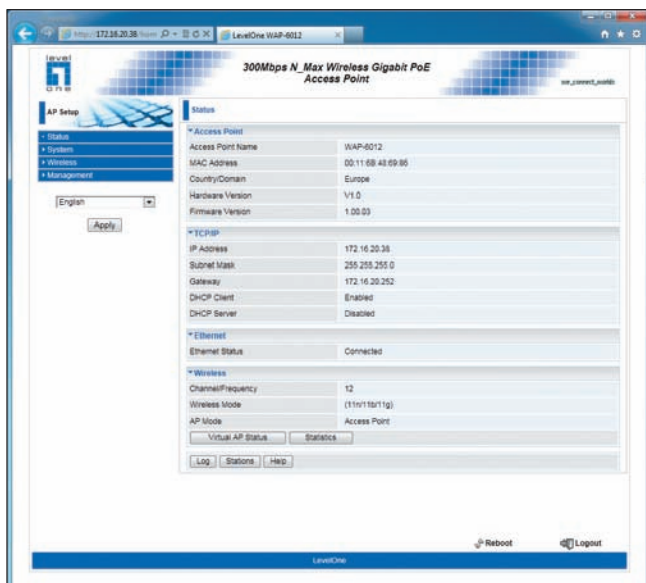 http://172.16.20.38/
LevelOne WAP-6012
level
one
300Mbps N_Max Wireless Gigabit PoE
Access Point
we_connect_worlds
AP Setup
Status
System
Wireless
Management
English
Apply
Status
Access Point
Access Point Name WAP-6012
MAC Address 00:11:6B:48:69:86
Country/Domain Europe
Hardware Version V1.0
Firmware Version 1.00.03
TCP/IP
IP Address 172.16.20.38
Subnet Mask 255.255.255.0
Gateway 172.16.20.252
DHCP Client Enabled
DHCP Server Disabled
Ethernet
Ethernet Status Connected
Wireless
Channel/Frequency 12
Wireless Mode (11n/11b/11g)
AP Mode Access Point
Virtual AP Status Statistics
Log Stations Help
Reboot Logout
LevelOne